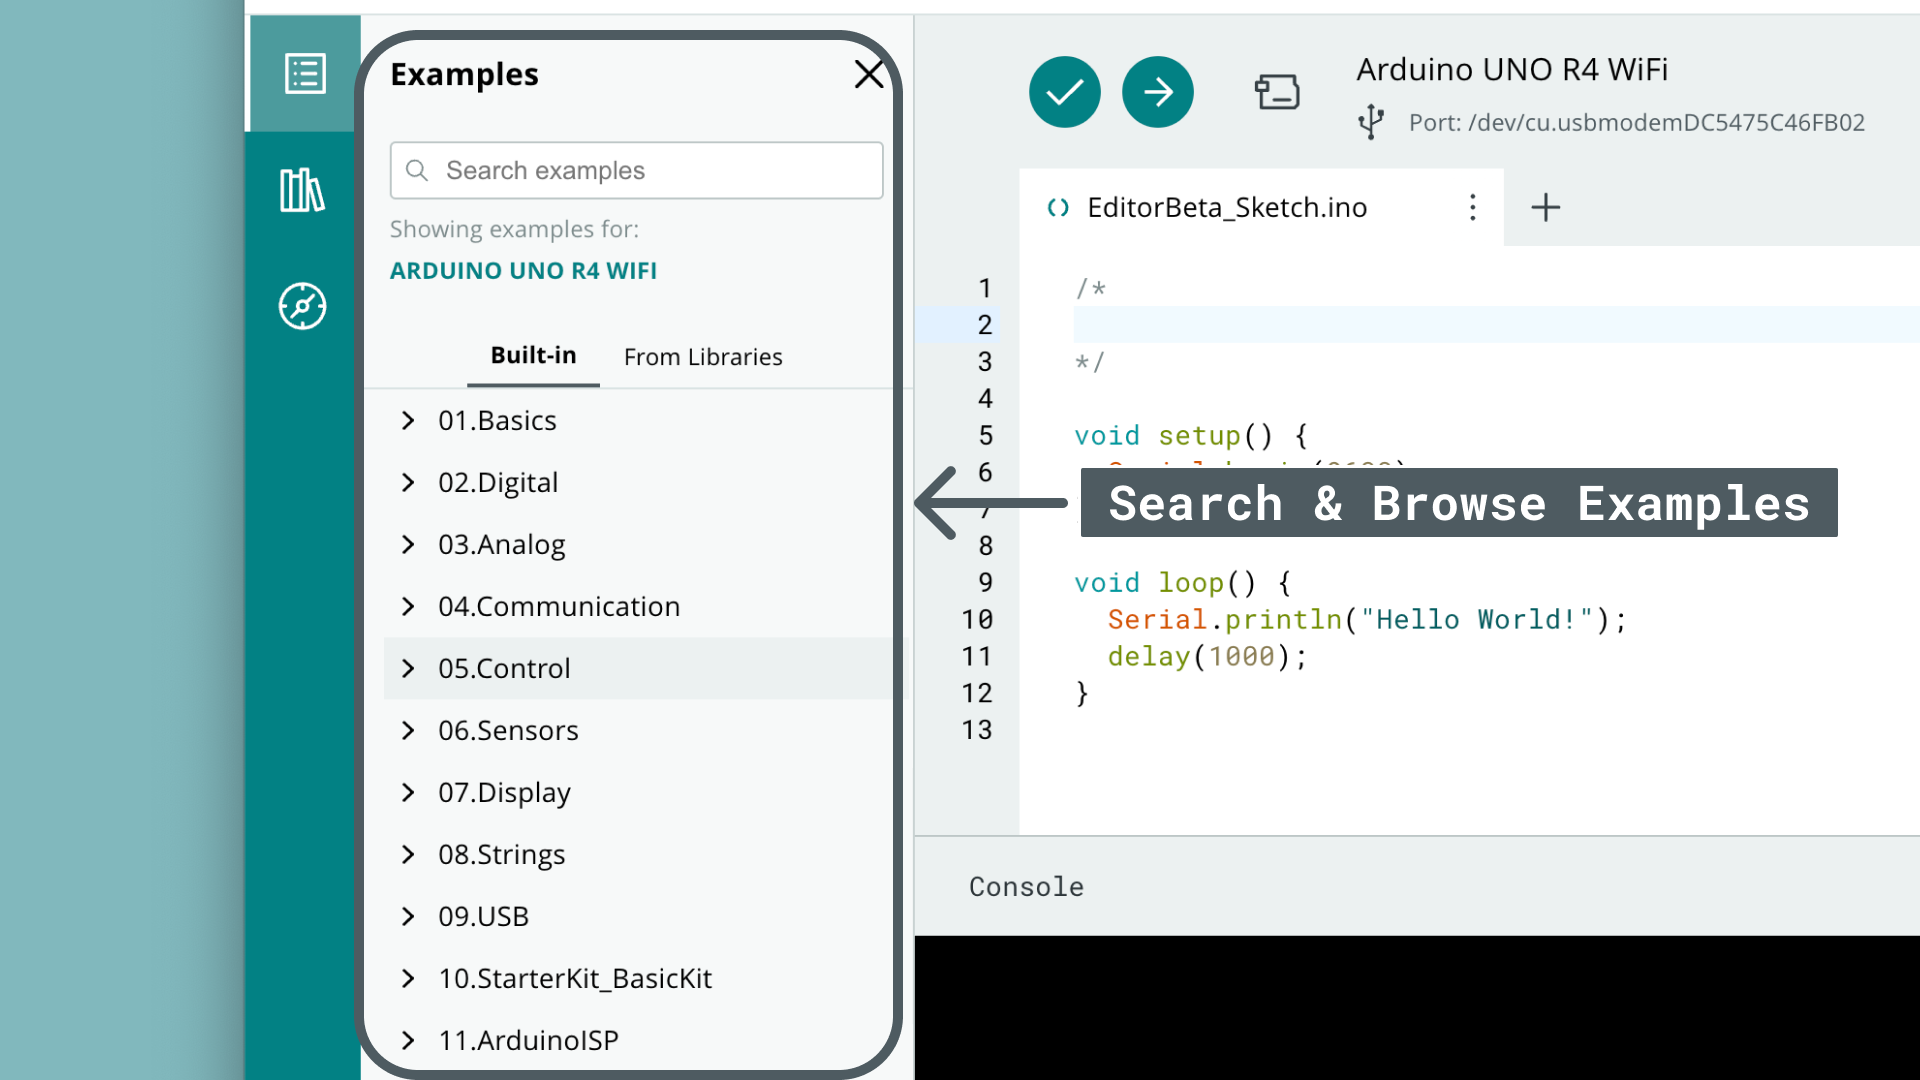 Examples
Search examples
Showing examples for:
ARDUINO UNO R4 WIFI
Built-in
From Libraries
01.Basics
02.Digital
03.Analog
04.Communication
05.Control
06.Sensors
07.Display
08.Strings
09.USB
10.StarterKit_BasicKit
11.ArduinoISP
Arduino UNO R4 WiFi
Port: /dev/cu.usbmodemDC5475C46FB02
EditorBeta_Sketch.ino
1 /*
2
3 */
4
5 void setup() {
6
7
Search & Browse Examples
8
9 void loop() {
10 Serial.println("Hello World!");
11 delay(1000);
12 }
13
Console